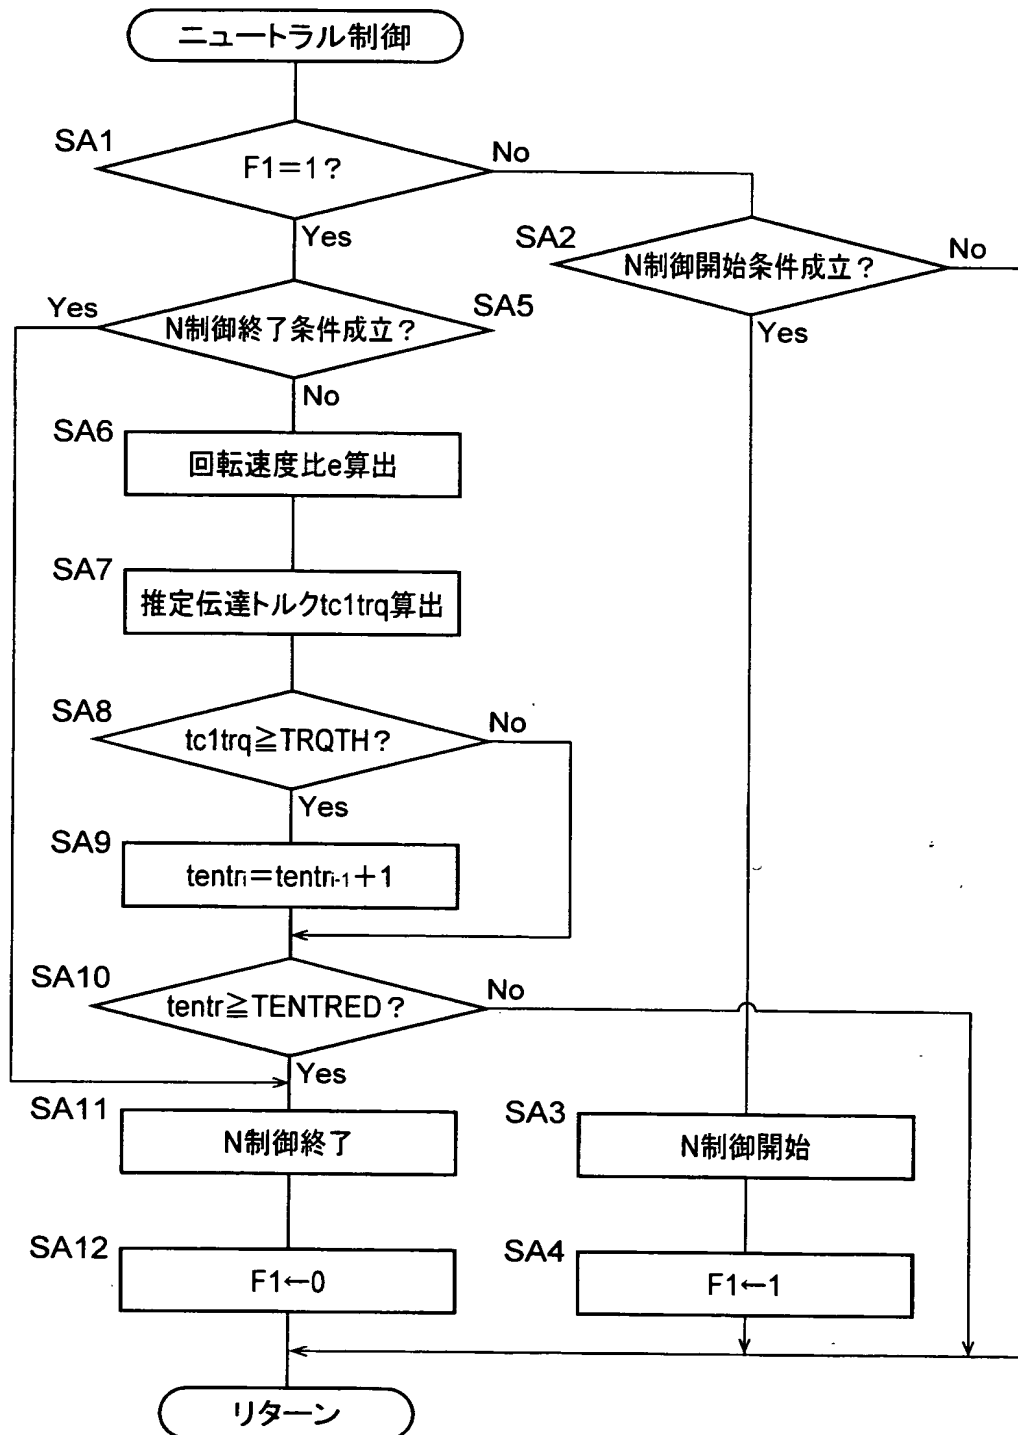 ニュートラル制御
SA1
F1=1?
No
Yes
SA2
N制御開始条件成立?
No
Yes
Yes
N制御終了条件成立?
SA5
No
SA6
回転速度比e算出
SA7
推定伝達トルクtc1trq算出
SA8
tc1trq≧TRQTH?
No
Yes
SA9
tentri=tentri-1+1
SA10
tentr≧TENTRED?
No
Yes
SA11
N制御終了
SA3
N制御開始
SA12
F1←0
SA4
F1←1
リターン